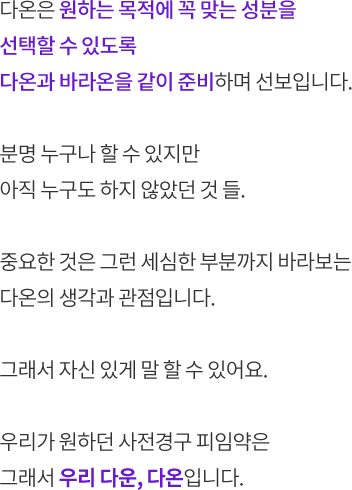 다온은 원하는 목적에 꼭 맞는 성분을
선택할 수 있도록
다온과 바라온을 같이 준비하며 선보입니다.
분명 누구나 할 수 있지만
아직 누구도 하지 않았던 것 들.
중요한 것은 그런 세심한 부분까지 바라보는
다온의 생각과 관점입니다.
그래서 자신 있게 말 할 수 있어요.
우리가 원하던 사전경구 피임약은
그래서 우리 다운, 다온입니다.